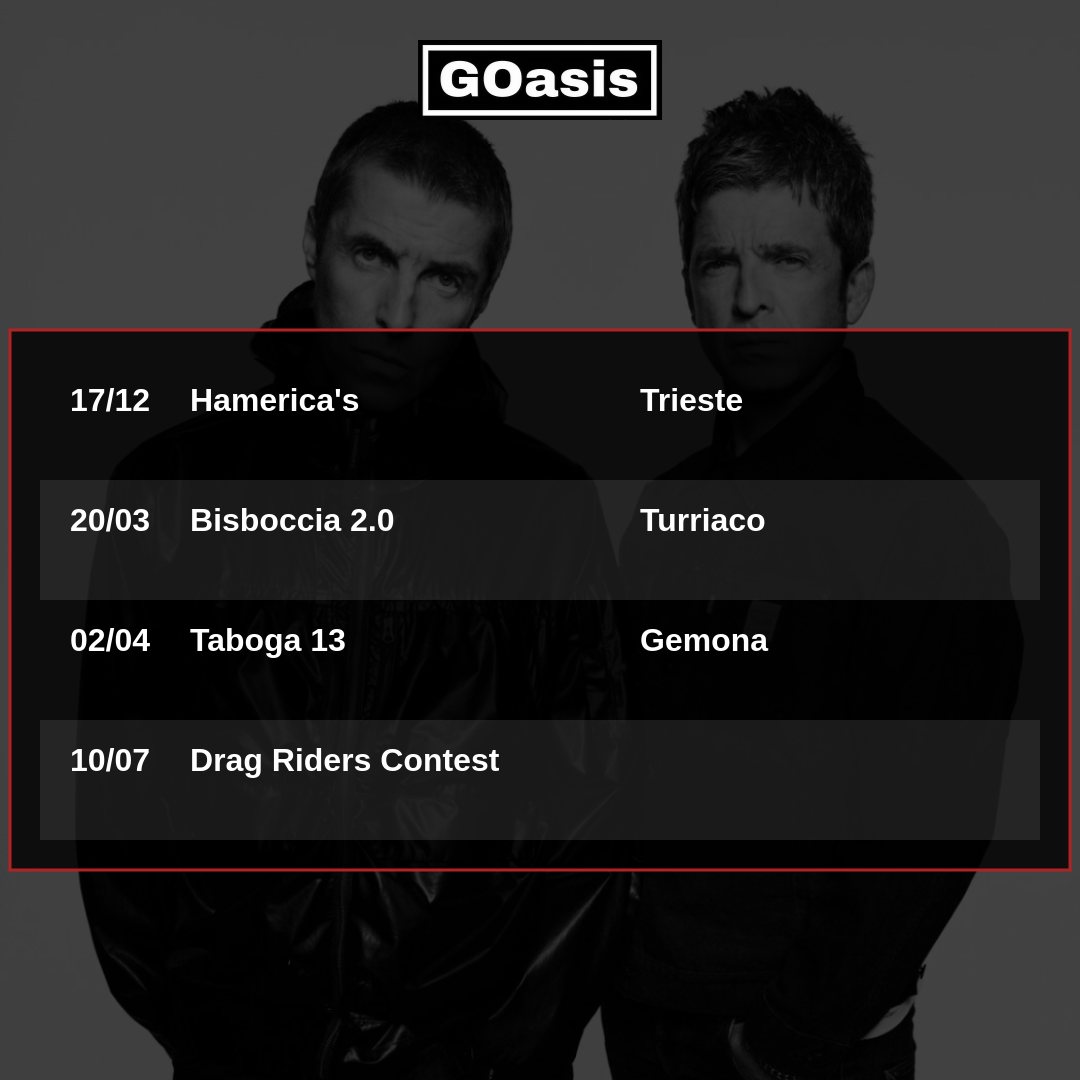 GOasis
17/12 Hamerica's Trieste
20/03 Bisboccia 2.0 Turriaco
02/04 Taboga 13 Gemona
10/07 Drag Riders Contest